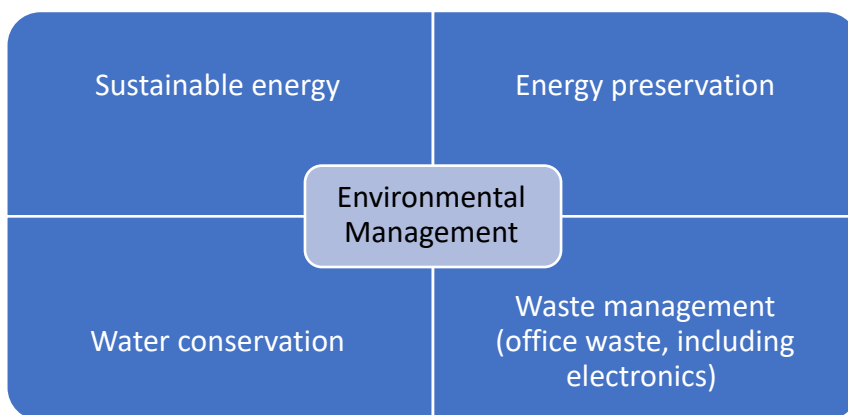 Sustainable energy
Energy preservation
Environmental
Management
Water conservation
Waste management
(office waste, including
electronics)